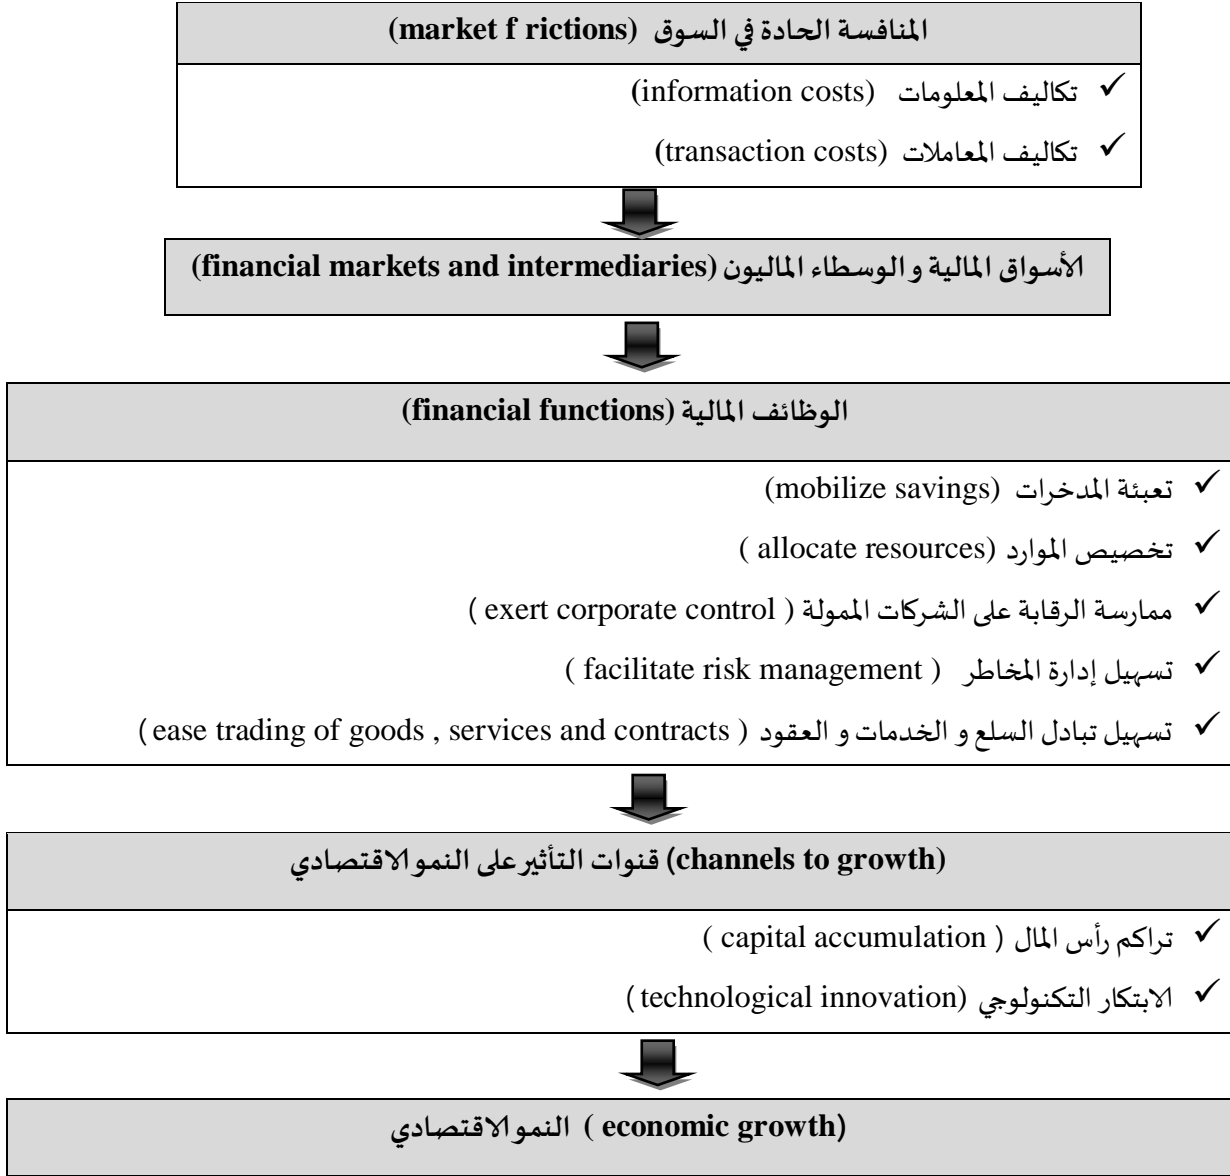 المنافسة الحادة في السوق (market f rictions)
✓ تكاليف المعلومات (information costs)
✓ تكاليف المعاملات (transaction costs)
الأسواق المالية و الوسطاء الماليون (financial markets and intermediaries)
الوظائف المالية (financial functions)
✓ تعبئة المدخرات (mobilize savings)
✓ تخصيص الموارد (allocate resources )
✓ ممارسة الرقابة على الشركات الممولة ( exert corporate control )
✓ تسهيل إدارة المخاطر ( facilitate risk management )
✓ تسهيل تبادل السلع و الخدمات و العقود ( ease trading of goods , services and contracts)
(channels to growth) قنوات التأثير على النمو الاقتصادي
✓ تراكم رأس المال ( capital accumulation )
✓ الابتكار التكنولوجي (technological innovation)
(economic growth ) النمو الاقتصادي